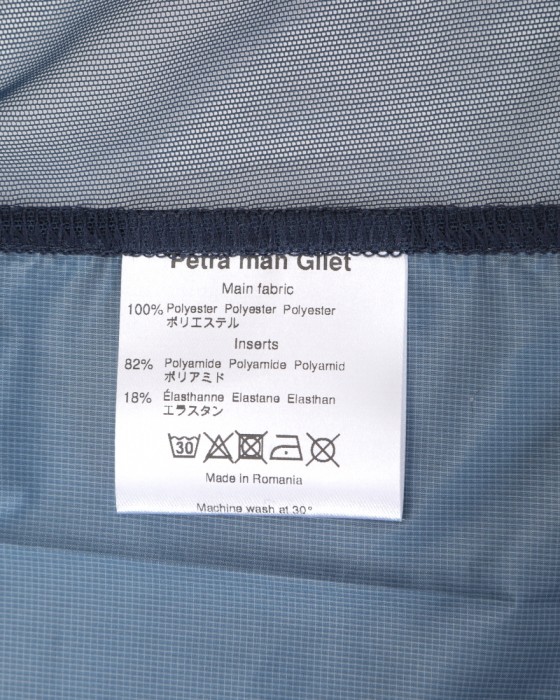 Petra man Gilet
Main fabric
100% Polyester Polyester Polyester
ポリエステル
Inserts
82% Polyamide Polyamide Polyamid
ポリアミド
18% Élasthanne Elastane Elasthan
エラスタン
30
Made in Romania
Machine wash at 30°